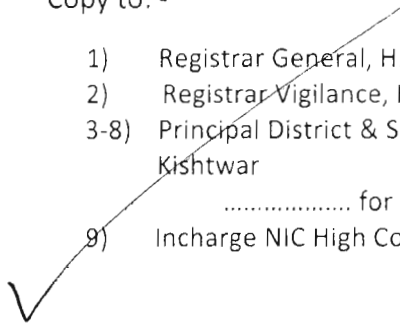 Copy to: -
1) Registrar General, H
2) Registrar Vigilance,
3-8) Principal District & S
Kishtwar
................... for
9) Incharge NIC High Co